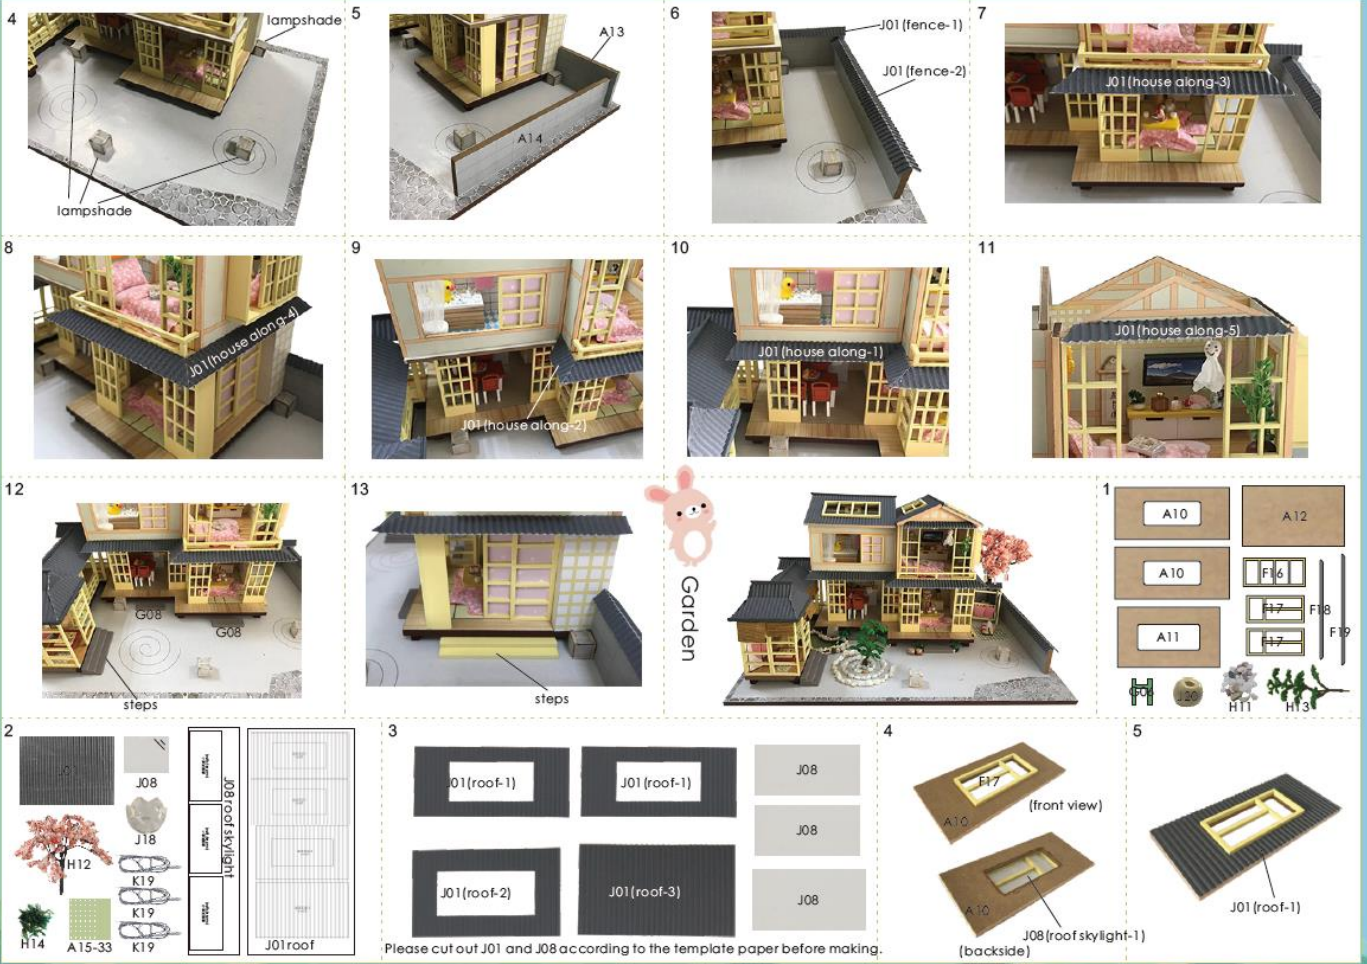 4
lampshade
lampshade
5
A13
A14
6
J01(fence-1)
J01(fence-2)
7
J01(house along-3)
8
J01(house along-4)
9
J01(house along-2)
10
J01(house along-1)
11
J01(house along-5)
12
G08
G08
steps
13
steps
Garden
1
A10
A12
A10
F16
F17
F18
A11
F17
F19
G06
J20
H11
H13
2
J01
J08
J18
H12
K19
K19
K19
H14
A15-33
J08 roof skylight
J01 roof
3
J01(roof-1)
J01(roof-1)
J08
J08
J01(roof-2)
J01(roof-3)
J08
Please cut out J01 and J08 according to the template paper before making.
4
F17
(front view)
A10
A10
J08(roof skylight-1)
(backside)
5
J01(roof-1)